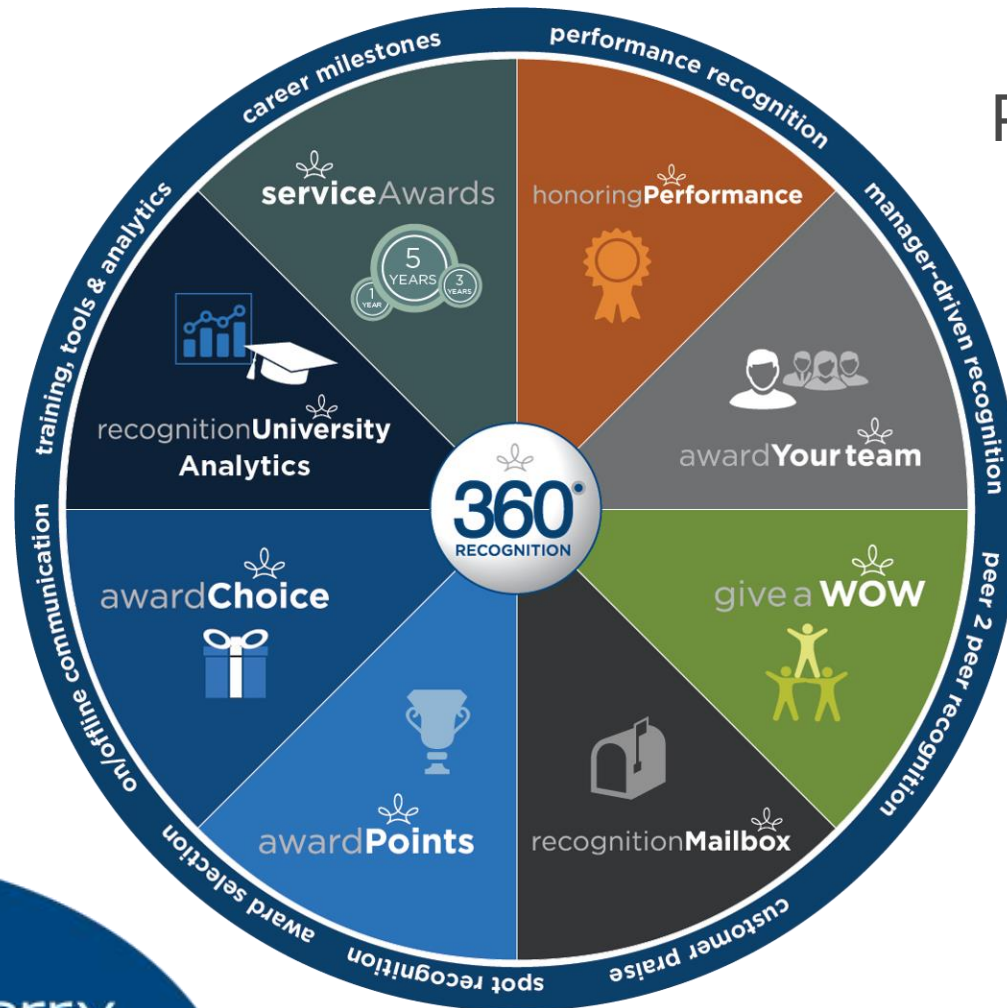 career milestones
performance recognition
manager-driven recognition
peer 2 peer recognition
customer praise
spot recognition
award selection
on/offline communication
training, tools & analytics
serviceAwards
5
YEARS
1
YEAR
3
YEARS
honoringPerformance
awardYourteam
give a WOW
recognitionMailbox
awardPoints
awardChoice
recognitionUniversity
Analytics
360°
RECOGNITION